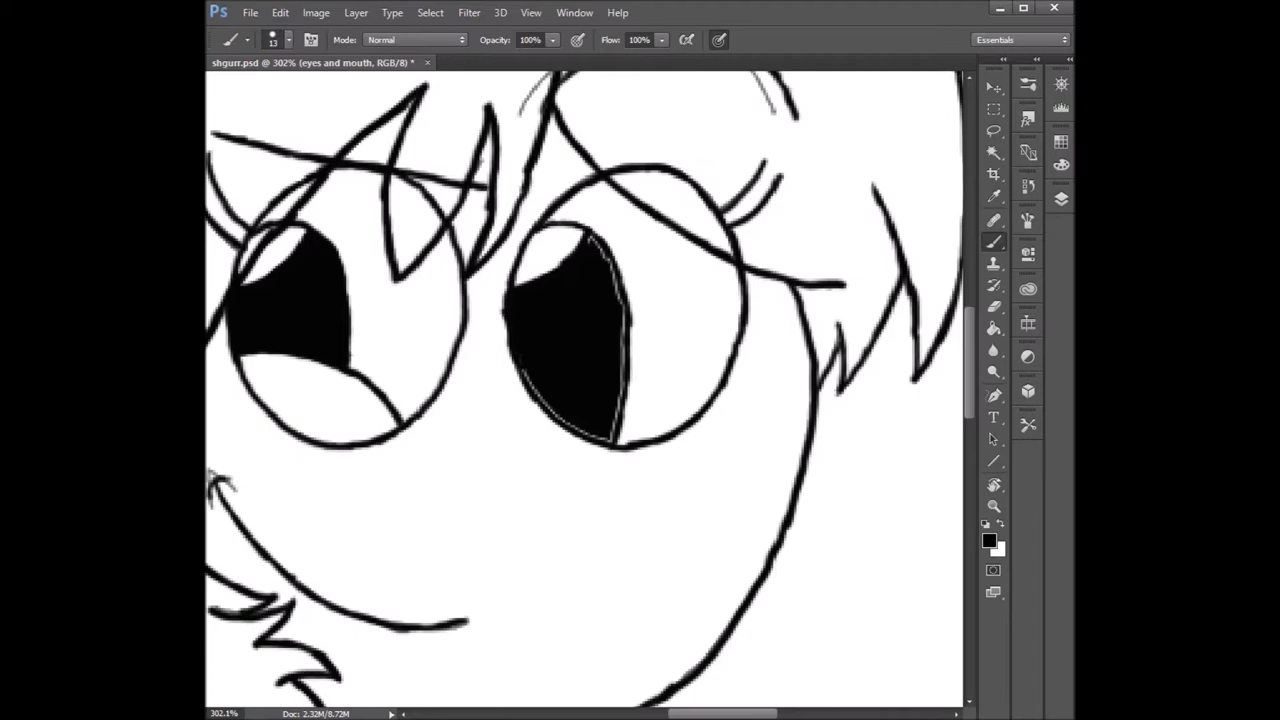 Ps File Edit Image Layer Type Select Filter 3D View Window Help
13 Mode: Normal Opacity: 100% Flow: 100% Essentials
shgurr.psd @ 302% (eyes and mouth, RGB/8) * ×
T
302.1% Doc: 2.32M/8.72M